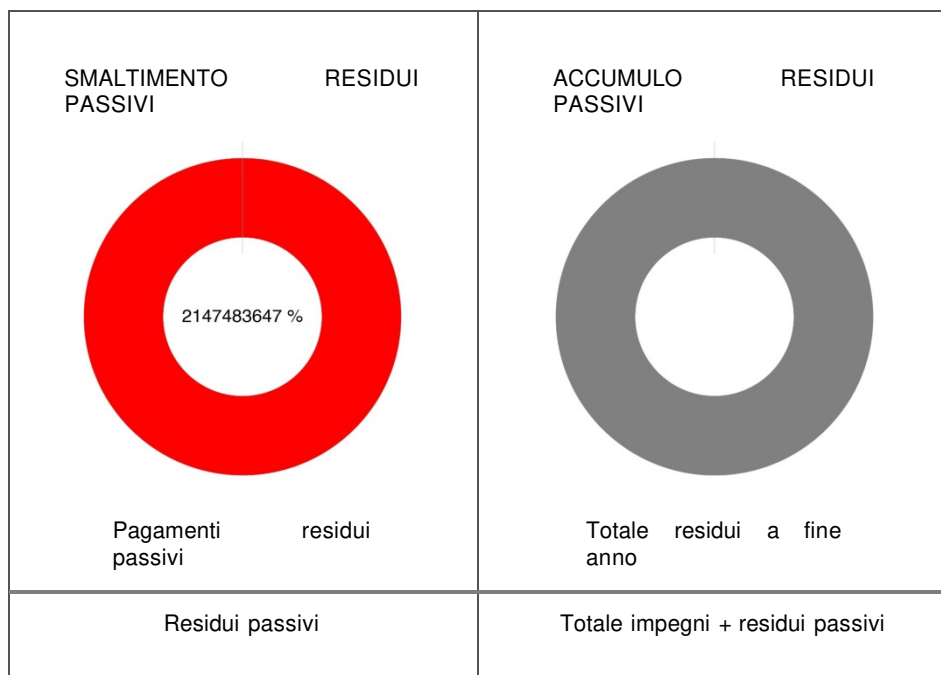 SMALTIMENTO RESIDUI
PASSIVI
2147483647 %
Pagamenti residui
passivi
Residui passivi
ACCUMULO RESIDUI
PASSIVI
Totale residui a fine
anno
Totale impegni + residui passivi